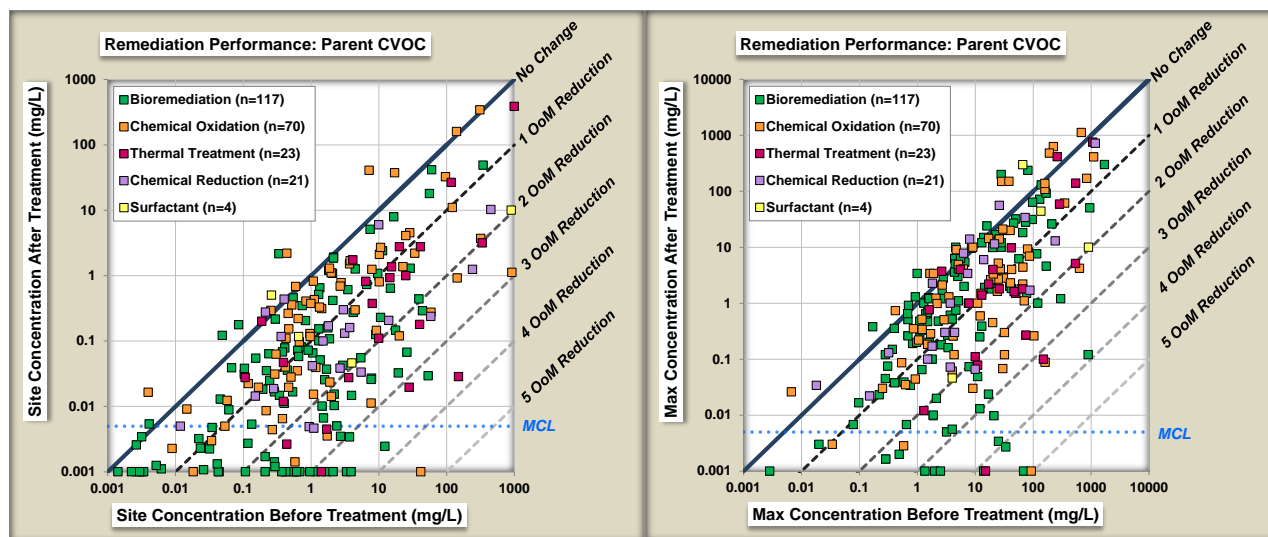 Remediation Performance: Parent CVOC
Site Concentration After Treatment (mg/L)
1000
100
10
1
0.1
0.01
0.001
Bioremediation (n=117)
Chemical Oxidation (n=70)
Thermal Treatment (n=23)
Chemical Reduction (n=21)
Surfactant (n=4)
No Change
1 OoM Reduction
2 OoM Reduction
3 OoM Reduction
4 OoM Reduction
5 OoM Reduction
MCL
0.001 0.01 0.1 1 10 100 1000
Site Concentration Before Treatment (mg/L)
Remediation Performance: Parent CVOC
Max Concentration After Treatment (mg/L)
10000
1000
100
10
1
0.1
0.01
0.001
Bioremediation (n=117)
Chemical Oxidation (n=70)
Thermal Treatment (n=23)
Chemical Reduction (n=21)
Surfactant (n=4)
No Change
1 OoM Reduction
2 OoM Reduction
3 OoM Reduction
4 OoM Reduction
5 OoM Reduction
MCL
0.001 0.01 0.1 1 10 100 1000 10000
Max Concentration Before Treatment (mg/L)